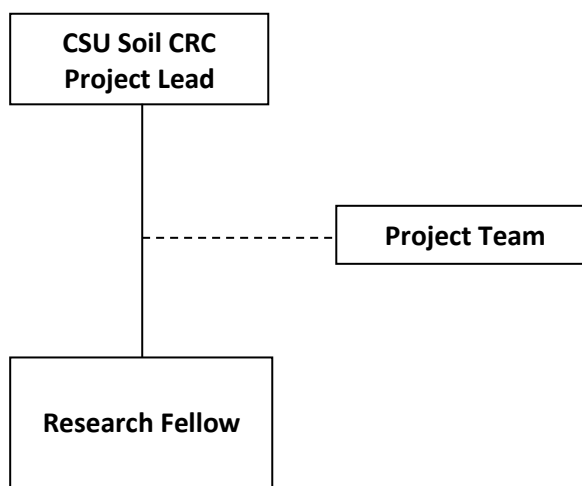 CSU Soil CRC
Project Lead
Project Team
Research Fellow